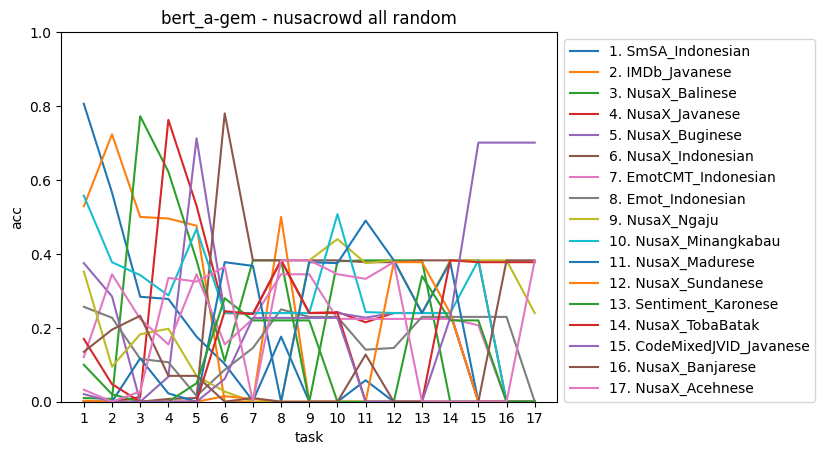 bert_a-gem - nusacrowd all random
1.0
0.8
0.6
0.4
0.2
0.0
acc
1 2 3 4 5 6 7 8 9 10 11 12 13 14 15 16 17
task
1. SmSA_Indonesian
2. IMDb_Javanese
3. NusaX_Balinese
4. NusaX_Javanese
5. NusaX_Buginese
6. NusaX_Indonesian
7. EmotCMT_Indonesian
8. Emot_Indonesian
9. NusaX_Ngaju
10. NusaX_Minangkabau
11. NusaX_Madurese
12. NusaX_Sundanese
13. Sentiment_Karonese
14. NusaX_TobaBatak
15. CodeMixedJVID_Javanese
16. NusaX_Banjarese
17. NusaX_Acehnese